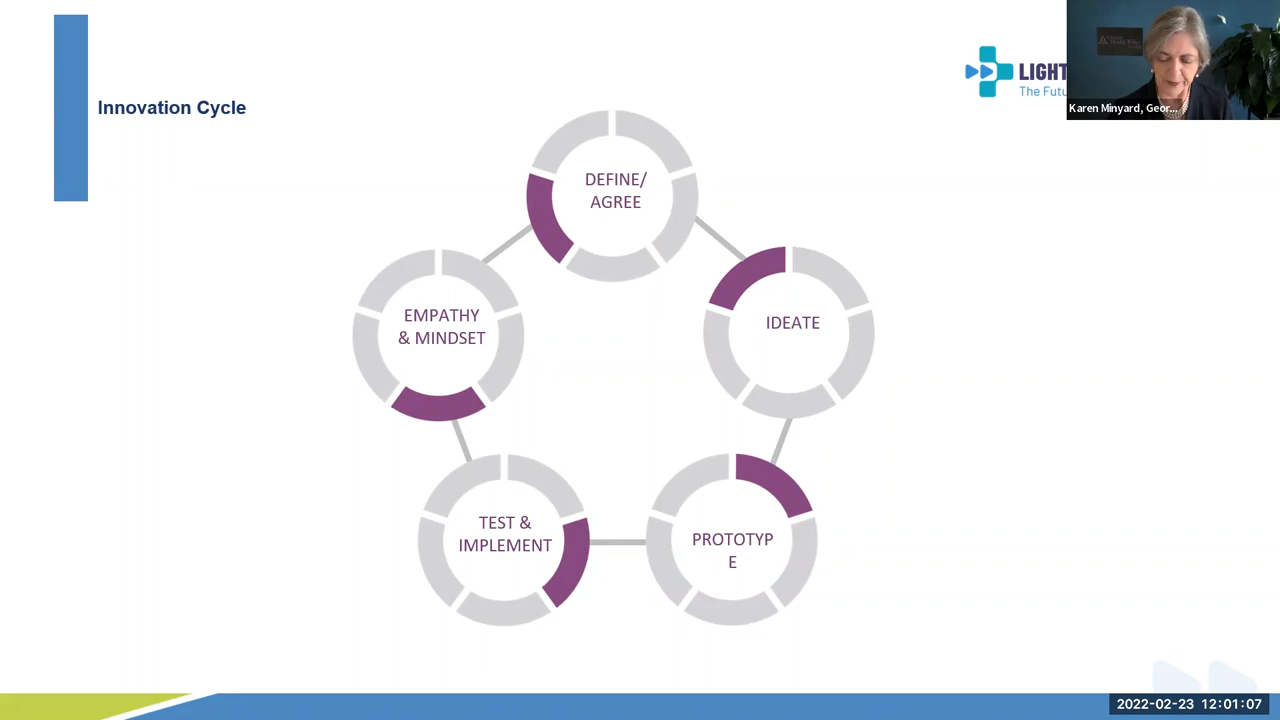 Innovation Cycle
LIGHT
The Futu
Karen Minyard, Geor...
DEFINE/
AGREE
EMPATHY
& MINDSET
IDEATE
TEST &
IMPLEMENT
PROTOTYP
E
2022-02-23 12:01:07